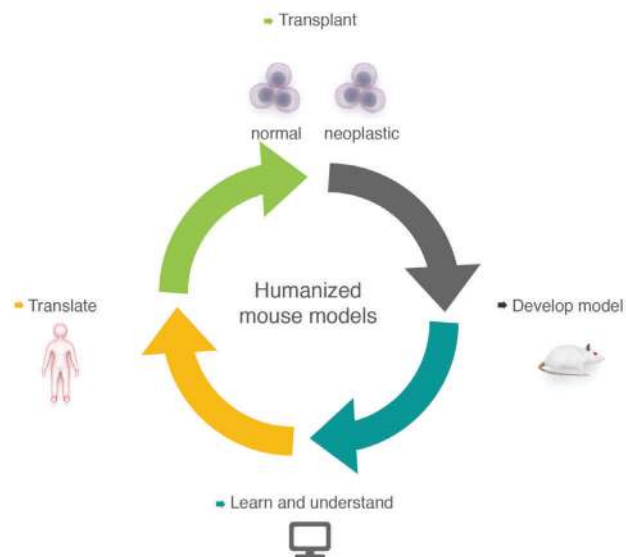 Transplant
normal neoplastic
Humanized
mouse models
Translate
Develop model
Learn and understand